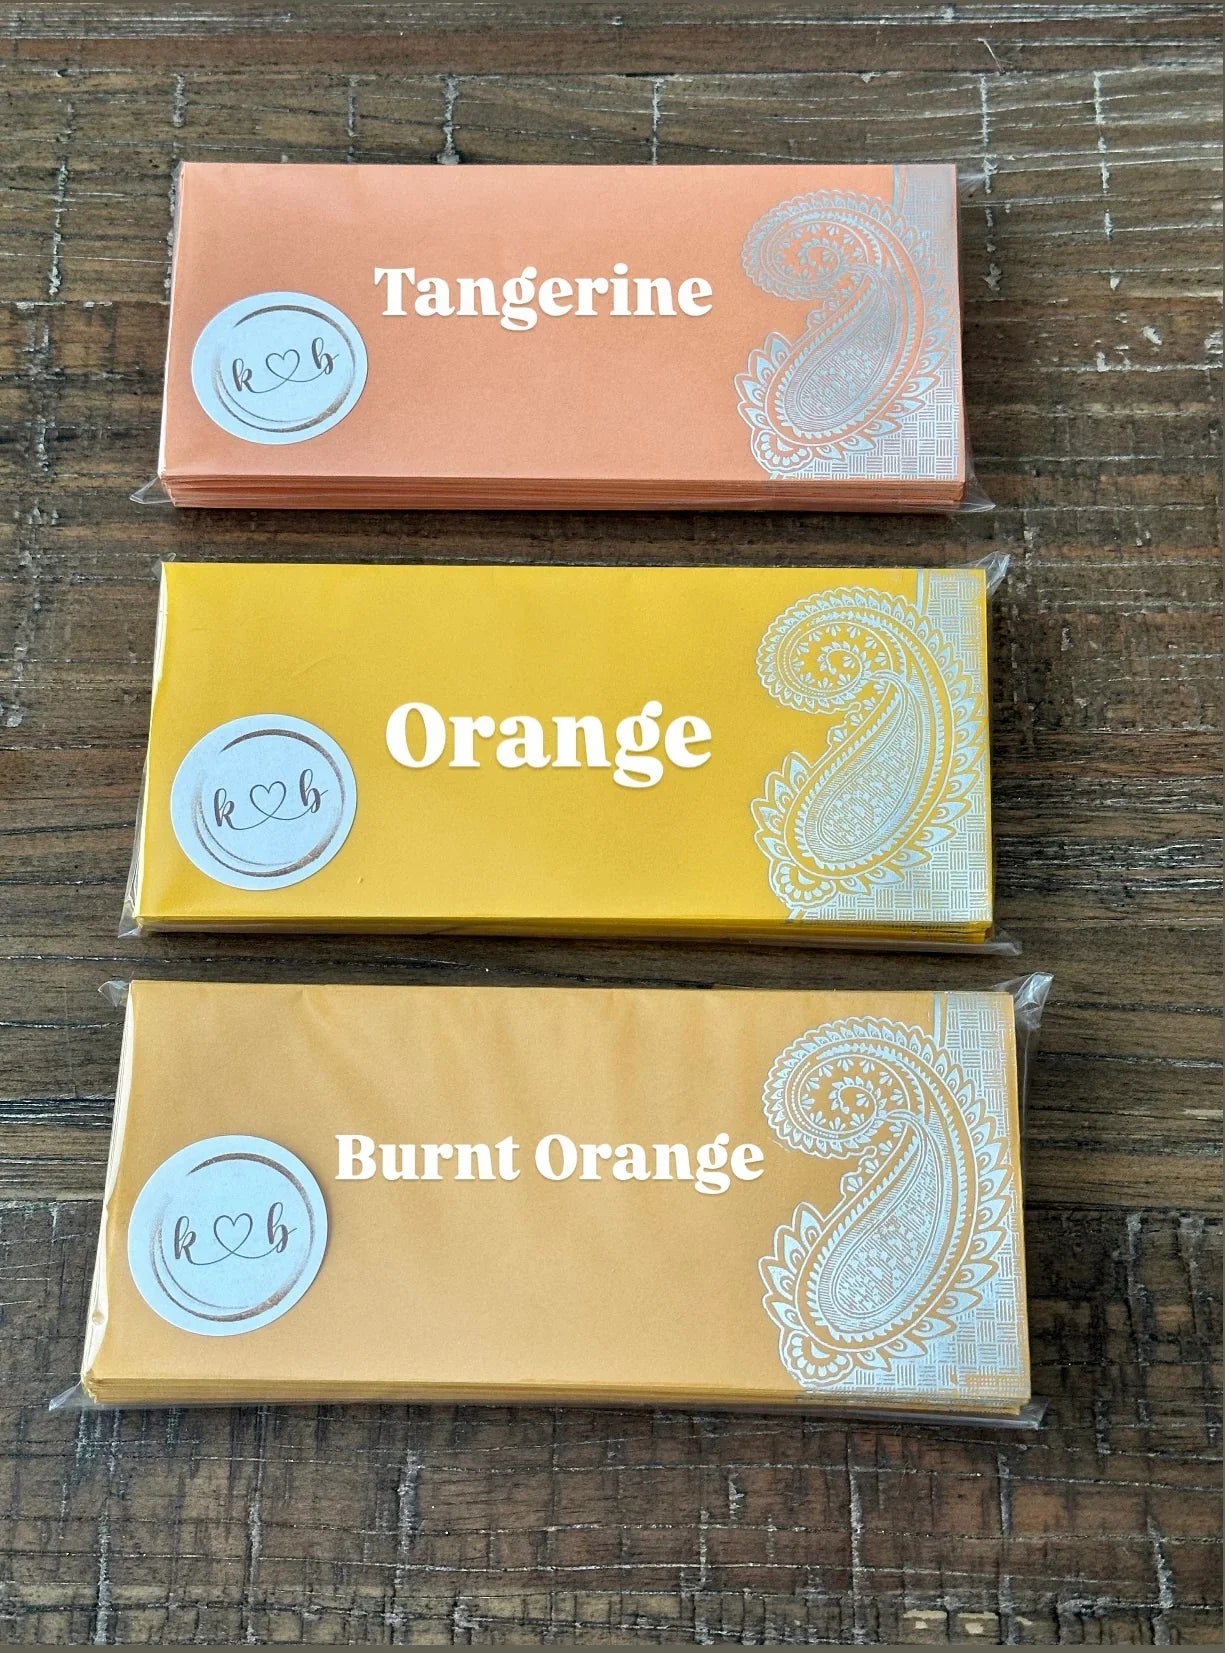 Tangerine
k b
Orange
k b
Burnt Orange
k b